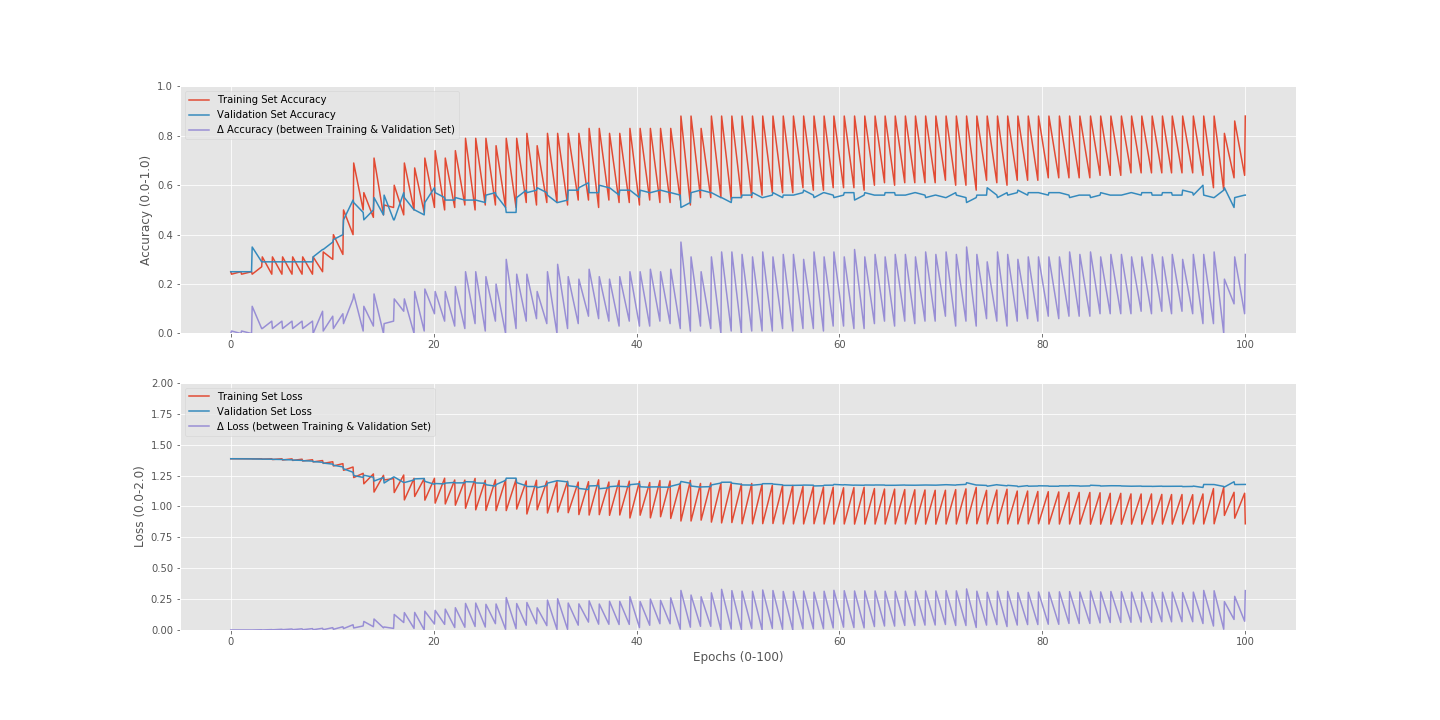 1.0
Training Set Accuracy
Validation Set Accuracy
Δ Accuracy (between Training & Validation Set)
0.8
0.6
0.4
0.2
0.0
Accuracy (0.0-1.0)
0 20 40 60 80 100
2.00
Training Set Loss
Validation Set Loss
Δ Loss (between Training & Validation Set)
1.75
1.50
1.25
1.00
0.75
0.50
0.25
0.00
Loss (0.0-2.0)
0 20 40 60 80 100
Epochs (0-100)